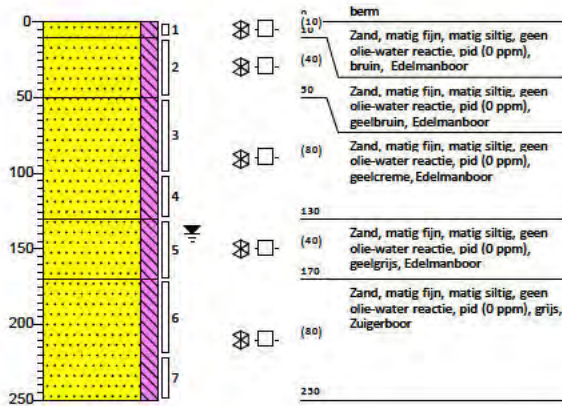 0
berm
(10)
10
1
Zand, matig fijn, matig siltig, geen
olie-water reactie, pid (0 ppm),
bruin, Edelmanboor
2
(40)
50
50
Zand, matig fijn, matig siltig, geen
olie-water reactie, pid (0 ppm),
geelbruin, Edelmanboor
3
(80)
Zand, matig fijn, matig siltig, geen
olie-water reactie, pid (0 ppm),
geelcreme, Edelmanboor
100
4
130
150
5
(40)
Zand, matig fijn, matig siltig, geen
olie-water reactie, pid (0 ppm),
geelgrijs, Edelmanboor
170
6
Zand, matig fijn, matig siltig, geen
olie-water reactie, pid (0 ppm), grijs,
Zuigerboor
200
(80)
7
250
250